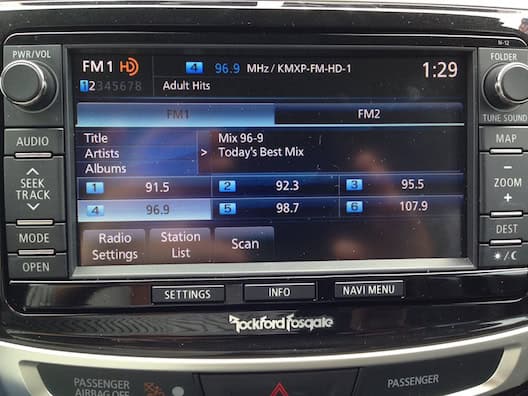 PWR/VOL
AUDIO
SEEK
TRACK
MODE
OPEN
FM1 HD
4 96.9 MHz / KMXP-FM-HD-1
1:29
12345678
Adult Hits
FM1
FM2
Title Mix 96-9
Artists > Today's Best Mix
Albums
1 91.5 2 92.3 3 95.5
4 96.9 5 98.7 6 107.9
Radio
Settings
Station
List
Scan
M-12
FOLDER
TUNE SOUND
MAP
–
ZOOM
+
DEST
SETTINGS
INFO
NAVI MENU
Rockford Fosgate
PASSENGER
AIRBAG OFF
PASSENGER